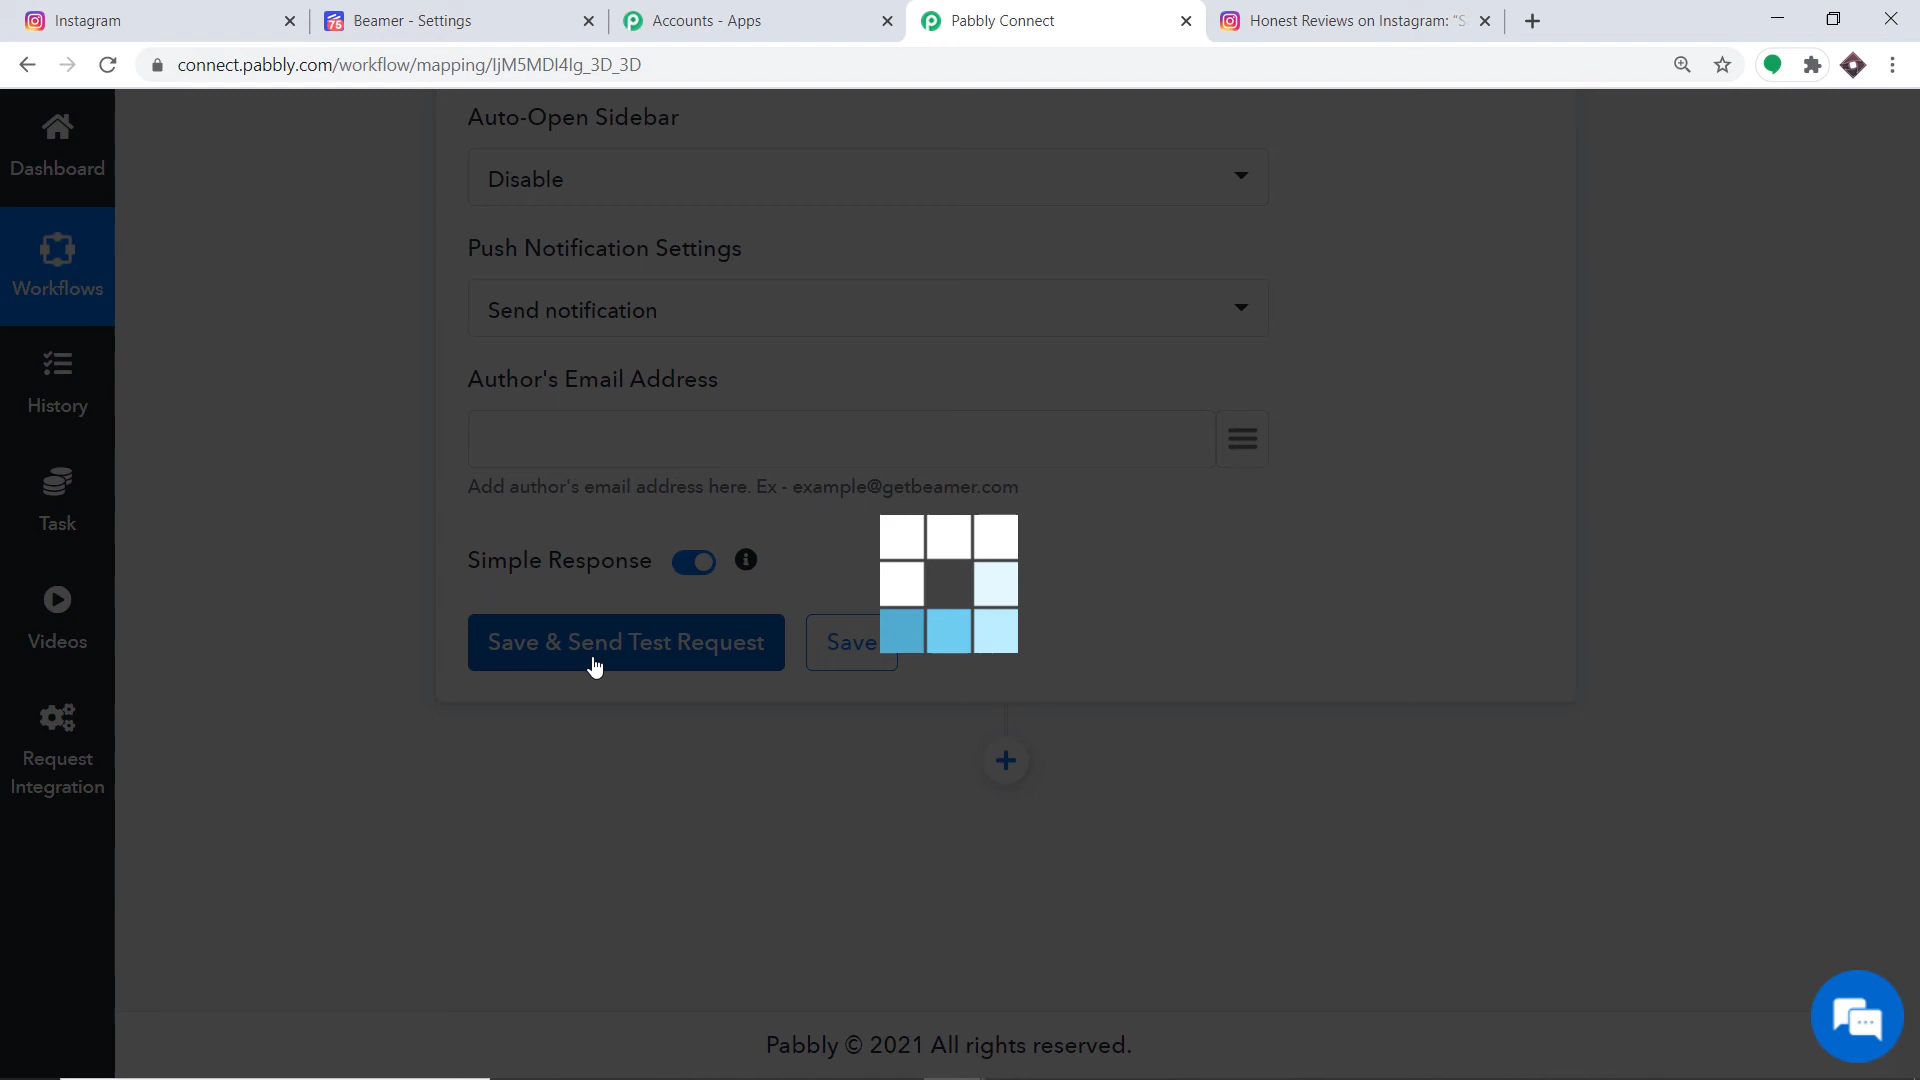 Instagram
Beamer - Settings
Accounts - Apps
Pabbly Connect
Honest Reviews on Instagram: "S
connect.pabbly.com/workflow/mapping/IjM5MDI4Ig_3D_3D
Dashboard
Workflows
History
Task
Videos
Request
Integration
Auto-Open Sidebar
Disable
Push Notification Settings
Send notification
Author's Email Address
Add author's email address here. Ex - example@getbeamer.com
Simple Response
Save & Send Test Request
Save
Pabbly © 2021 All rights reserved.